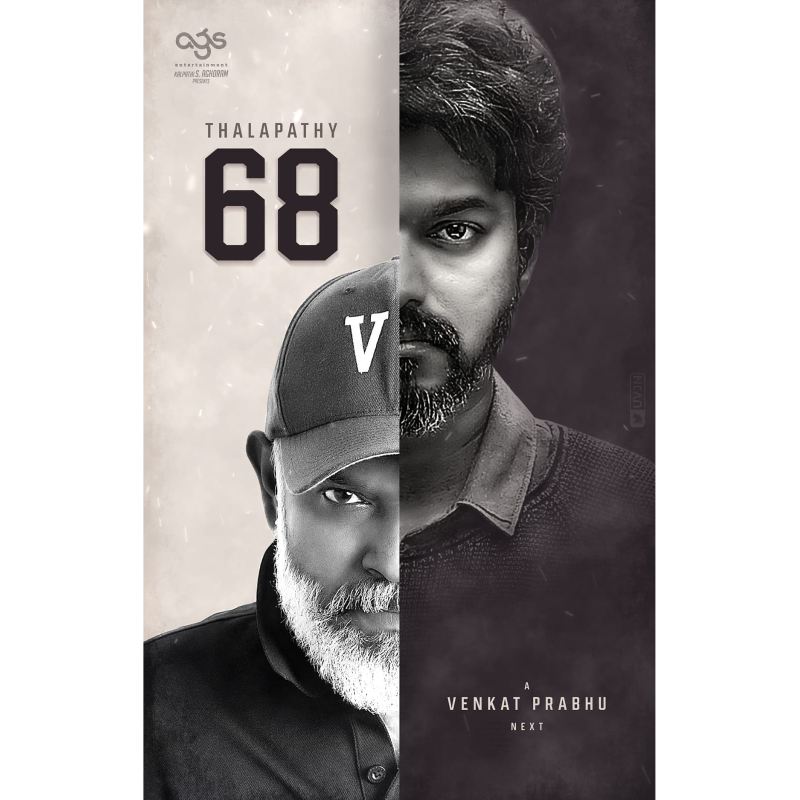 ags
entertainment
KALPATHI S. AGHORAM
PRESENTS
THALAPATHY
68
V
A
VENKAT PRABHU
NEXT